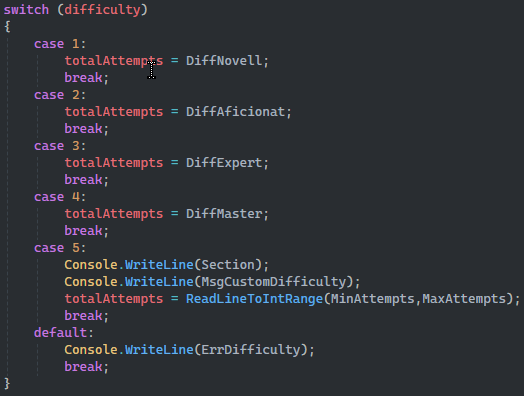 switch (difficulty)
{
    case 1:
        totalAttempts = DiffNovell;
        break;
    case 2:
        totalAttempts = DiffAficionat;
        break;
    case 3:
        totalAttempts = DiffExpert;
        break;
    case 4:
        totalAttempts = DiffMaster;
        break;
    case 5:
        Console.WriteLine(Section);
        Console.WriteLine(MsgCustomDifficulty);
        totalAttempts = ReadLineToIntRange(MinAttempts,MaxAttempts);
        break;
    default:
        Console.WriteLine(ErrDifficulty);
        break;
}